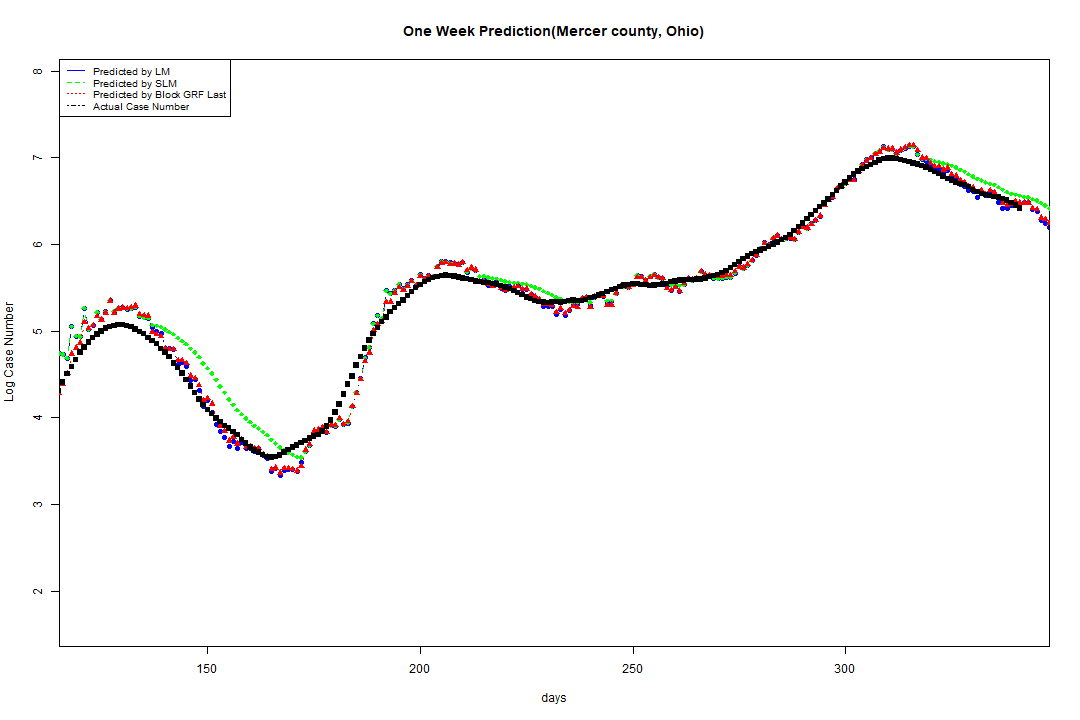 One Week Prediction(Mercer county, Ohio)
Predicted by LM
Predicted by SLM
Predicted by Block GRF Last
Actual Case Number
8
7
6
5
4
3
2
Log Case Number
150
200
250
300
days